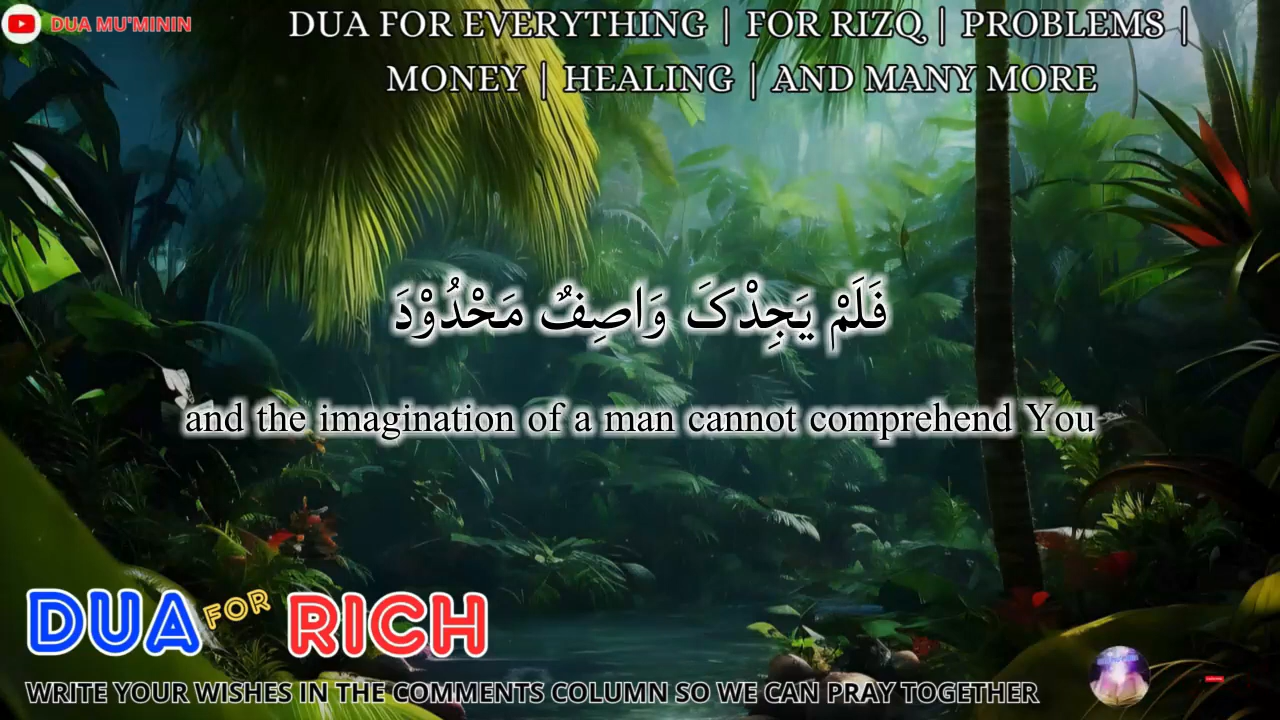 DUA MU'MININ
DUA FOR EVERYTHING | FOR RIZQ | PROBLEMS |
MONEY | HEALING | AND MANY MORE
فَلَمْ يَجِدْکَ وَاصِفٌ مَحْدُوْدَ
and the imagination of a man cannot comprehend You
DUA FOR RICH
WRITE YOUR WISHES IN THE COMMENTS COLUMN SO WE CAN PRAY TOGETHER